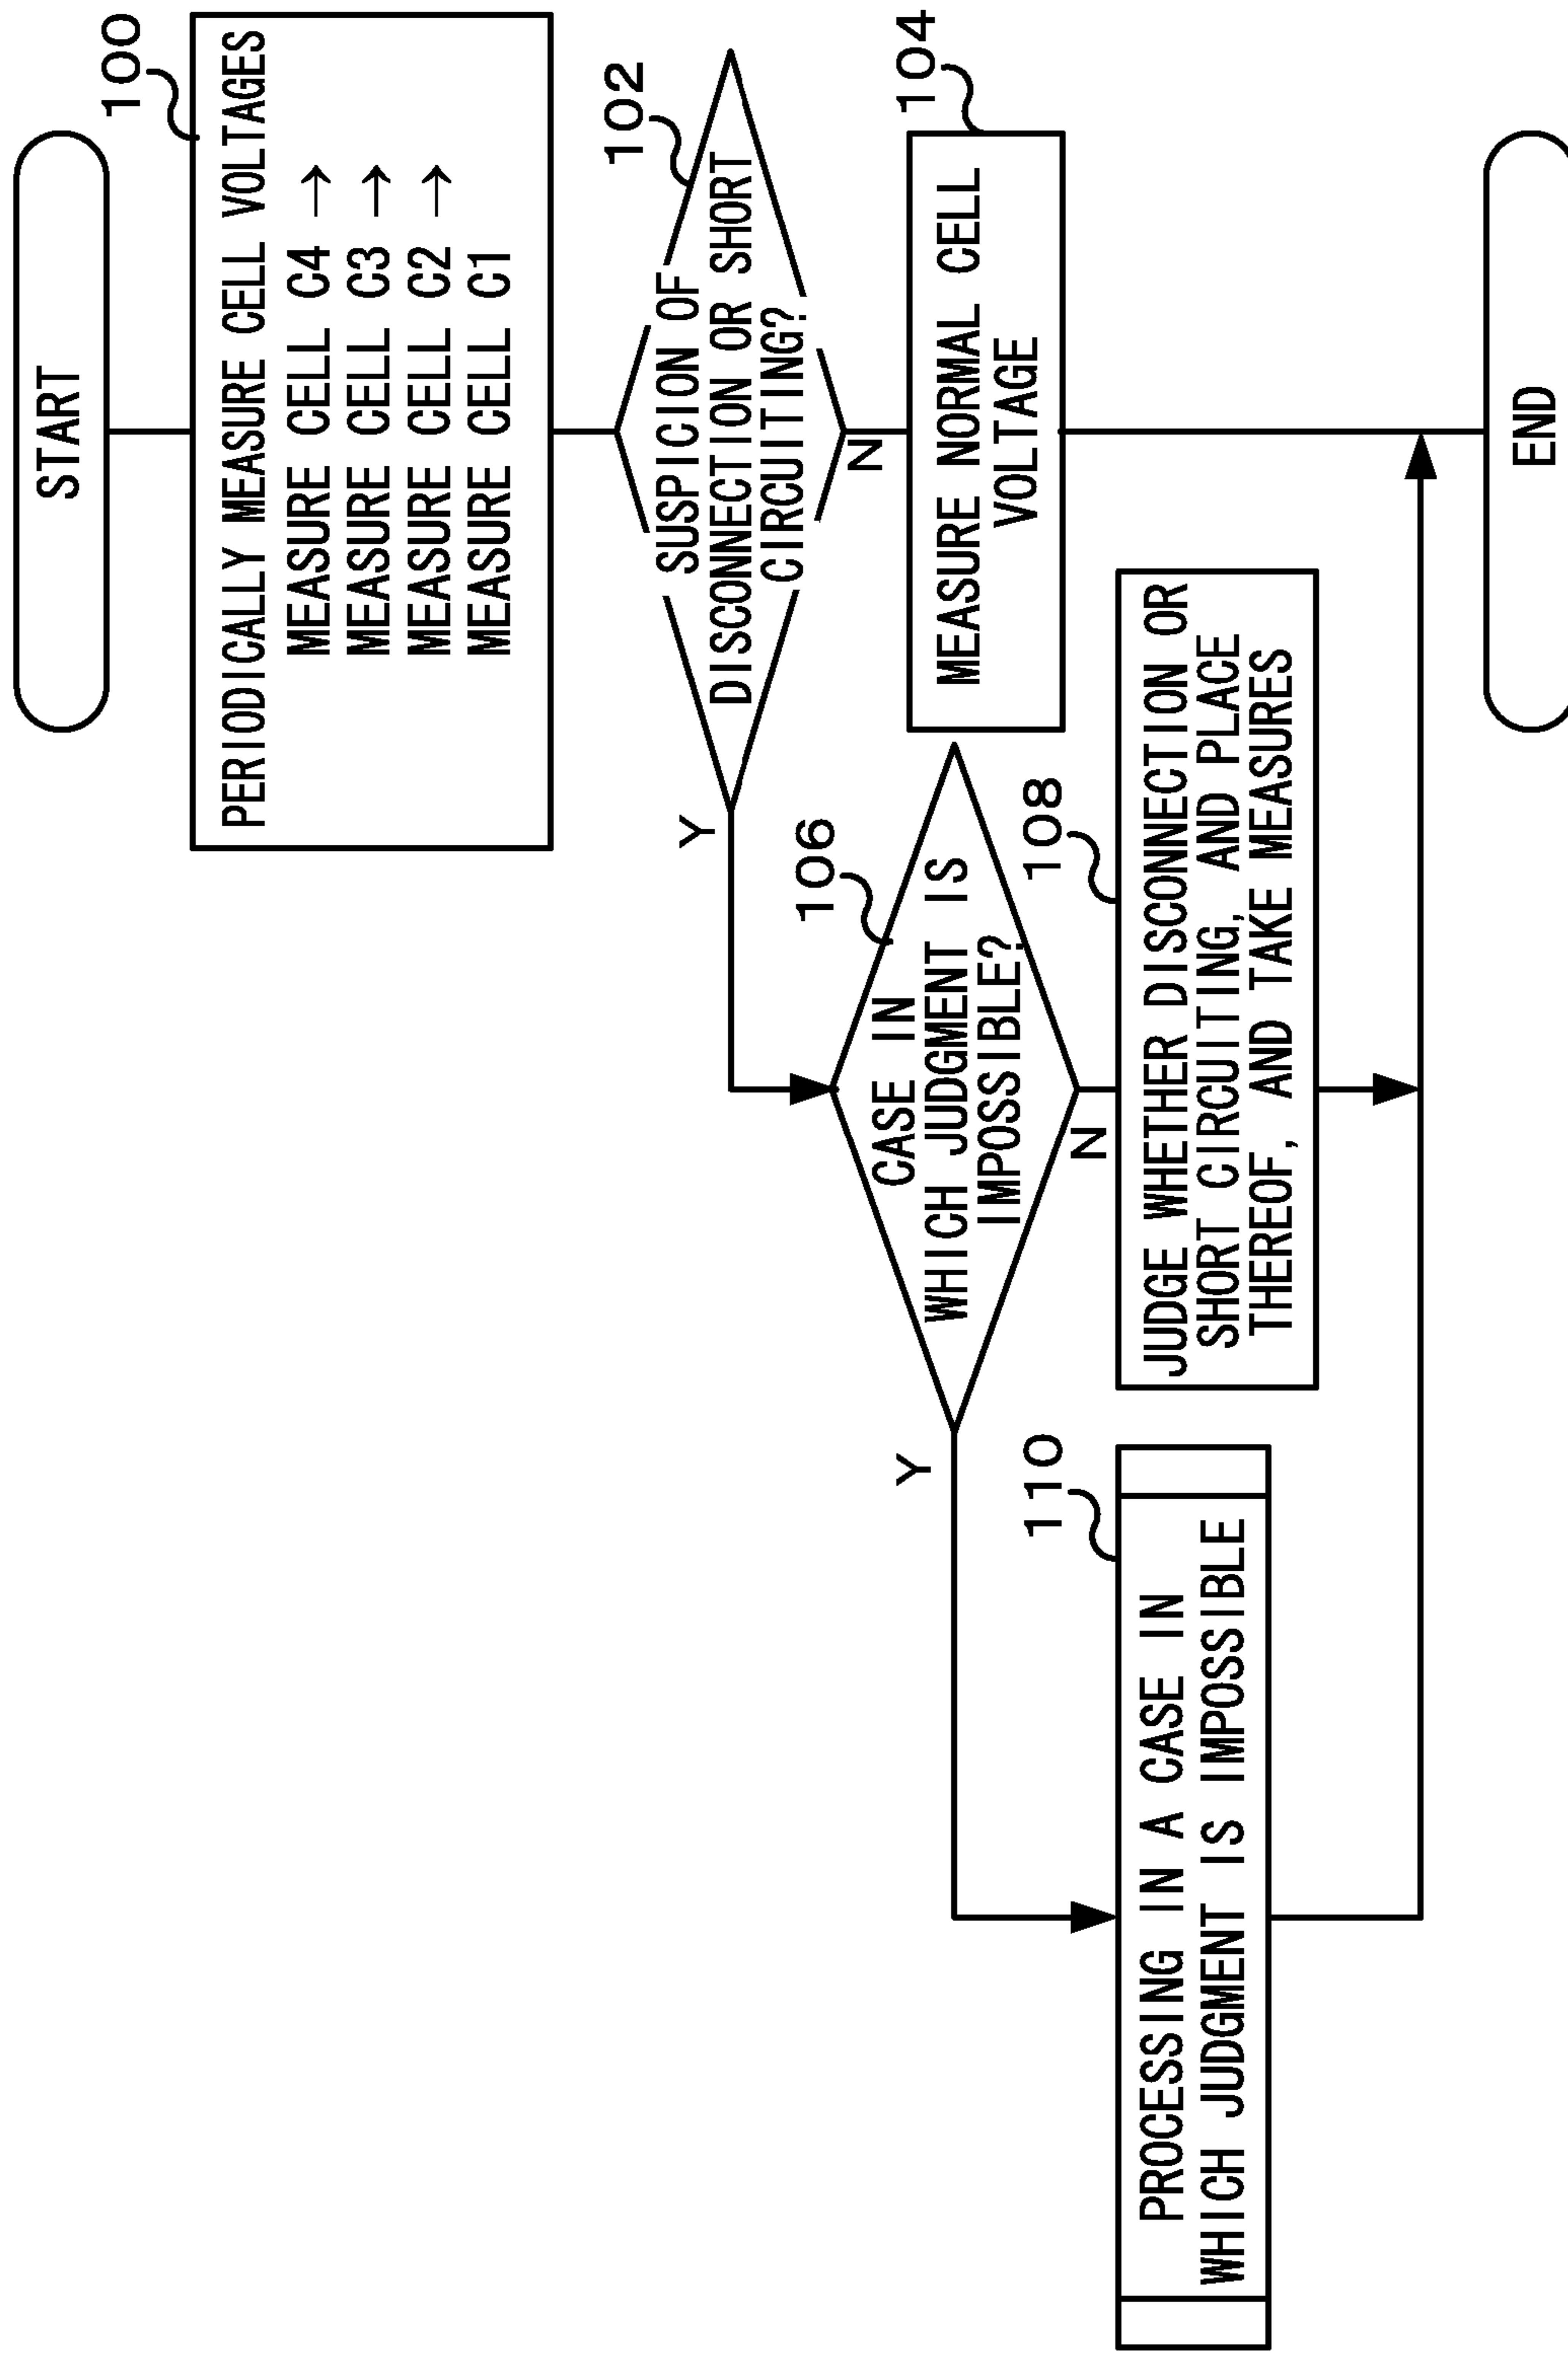 START
100
PERIODICALLY MEASURE CELL VOLTAGES
MEASURE CELL C4 →
MEASURE CELL C3 →
MEASURE CELL C2 →
MEASURE CELL C1
102
SUSPICION OF
DISCONNECTION OR SHORT
CIRCUITING?
Y
N
104
MEASURE NORMAL CELL
VOLTAGE
106
CASE IN
WHICH JUDGMENT IS
IMPOSSIBLE?
Y
N
108
JUDGE WHETHER DISCONNECTION OR
SHORT CIRCUITING, AND PLACE
THEREOF, AND TAKE MEASURES
110
PROCESSING IN A CASE IN
WHICH JUDGMENT IS IMPOSSIBLE
END